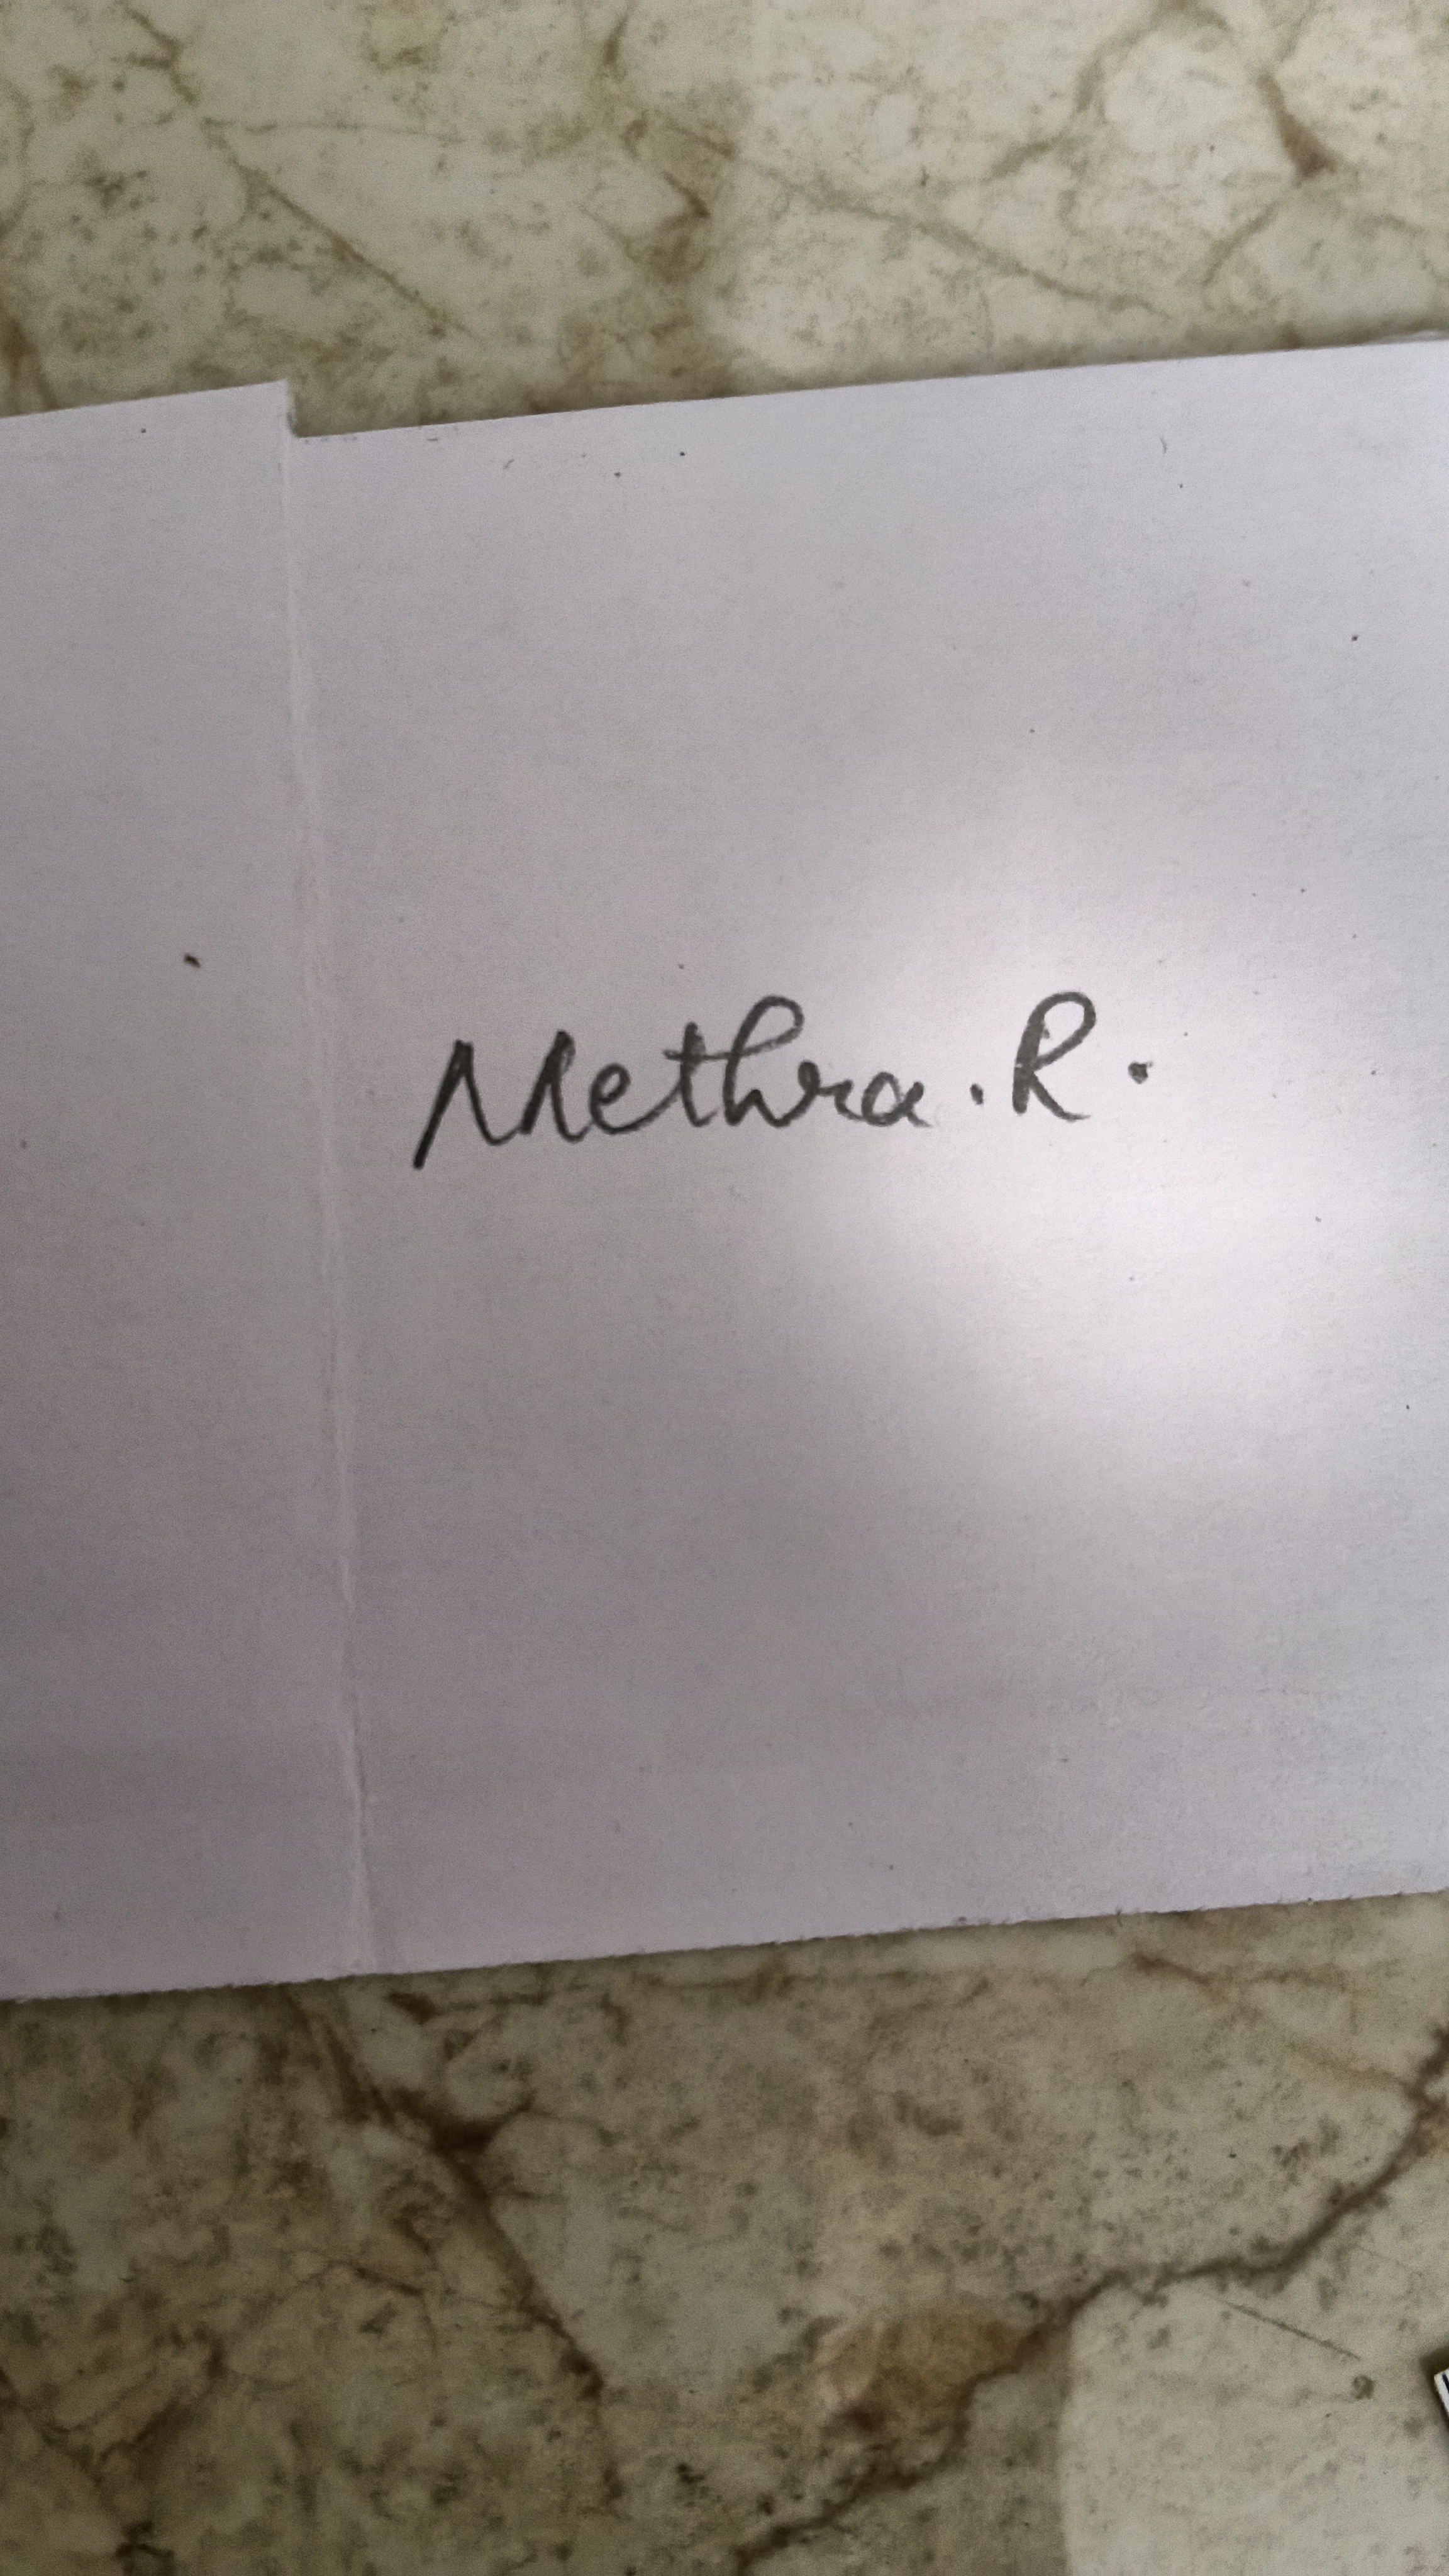 Methra . R .